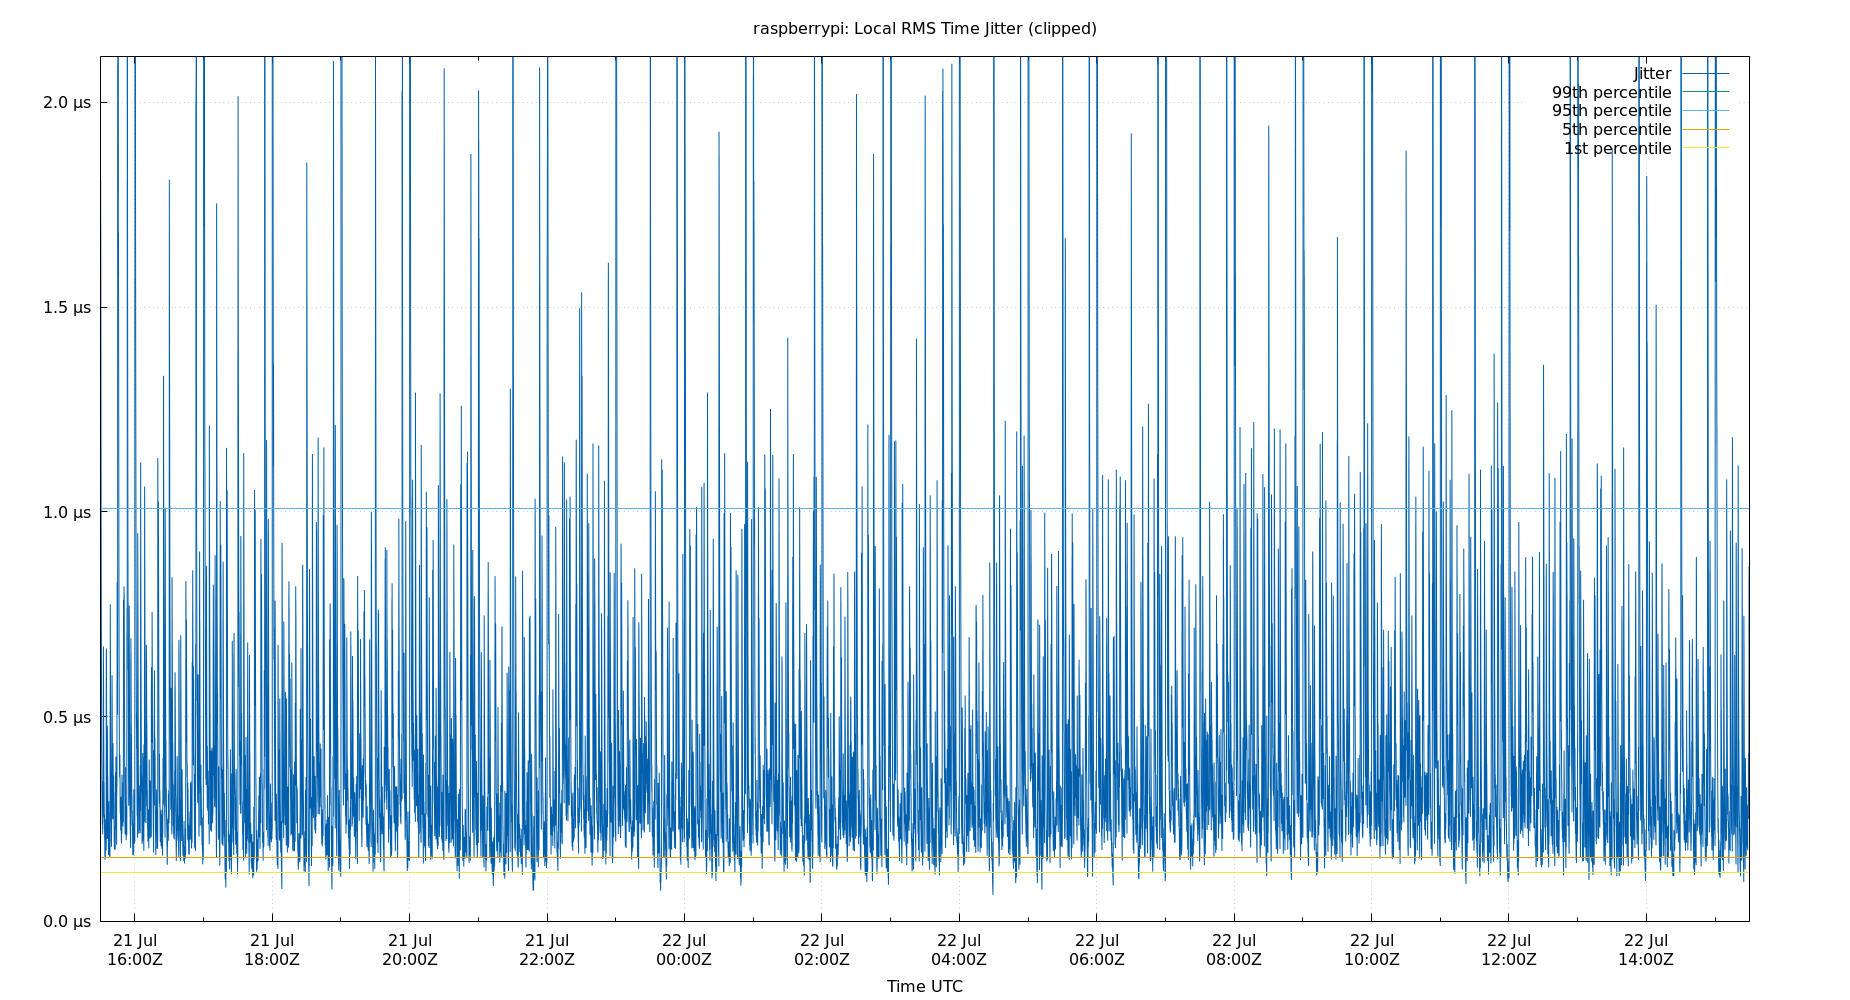 raspberrypi: Local RMS Time Jitter (clipped)
Jitter
99th percentile
95th percentile
5th percentile
1st percentile
2.0 µs
1.5 µs
1.0 µs
0.5 µs
0.0 µs
21 Jul 21 Jul 21 Jul 21 Jul 22 Jul 22 Jul 22 Jul 22 Jul 22 Jul 22 Jul 22 Jul 22 Jul
16:00Z 18:00Z 20:00Z 22:00Z 00:00Z 02:00Z 04:00Z 06:00Z 08:00Z 10:00Z 12:00Z 14:00Z
Time UTC